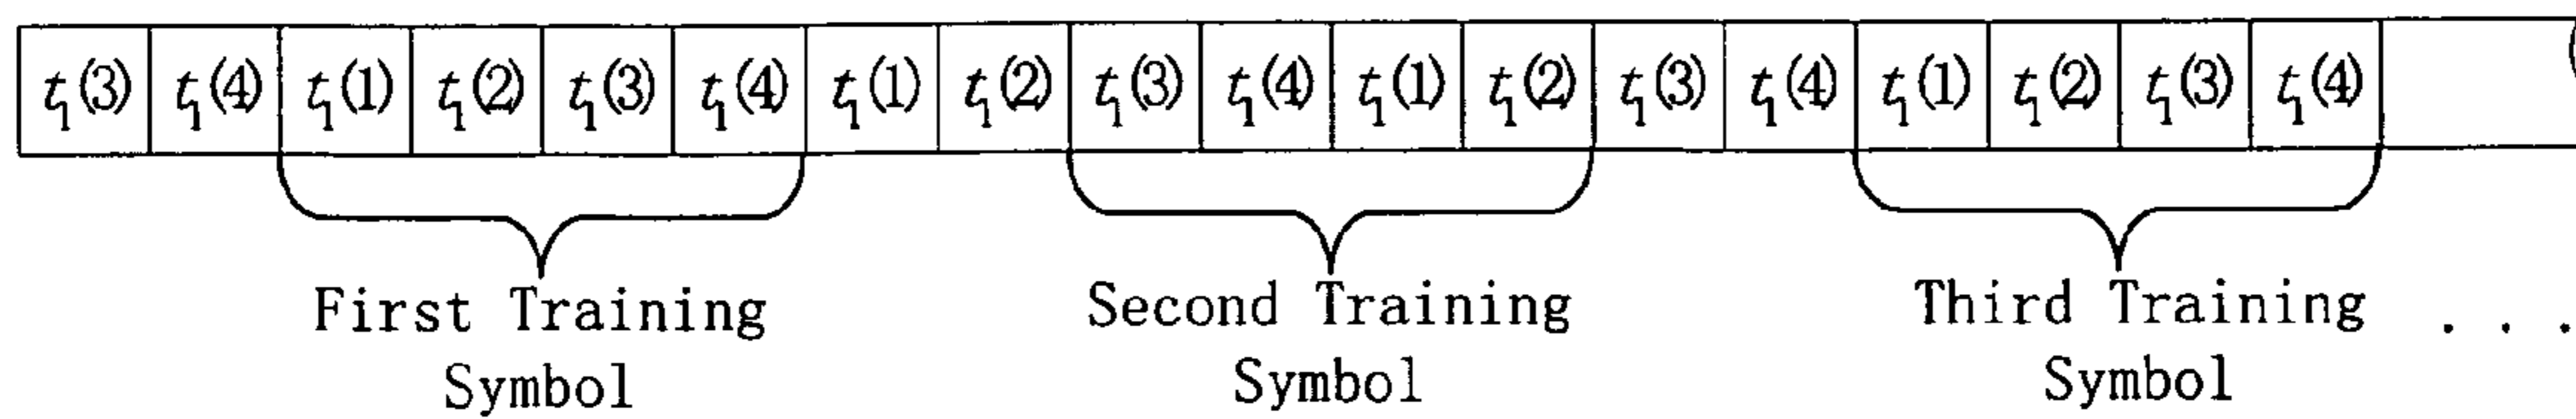 t₁(3) t₁(4) t₁(1) t₁(2) t₁(3) t₁(4) t₁(1) t₁(2) t₁(3) t₁(4) t₁(1) t₁(2) t₁(3) t₁(4) t₁(1) t₁(2) t₁(3) t₁(4)
First Training Second Training Third Training . . .
Symbol Symbol Symbol